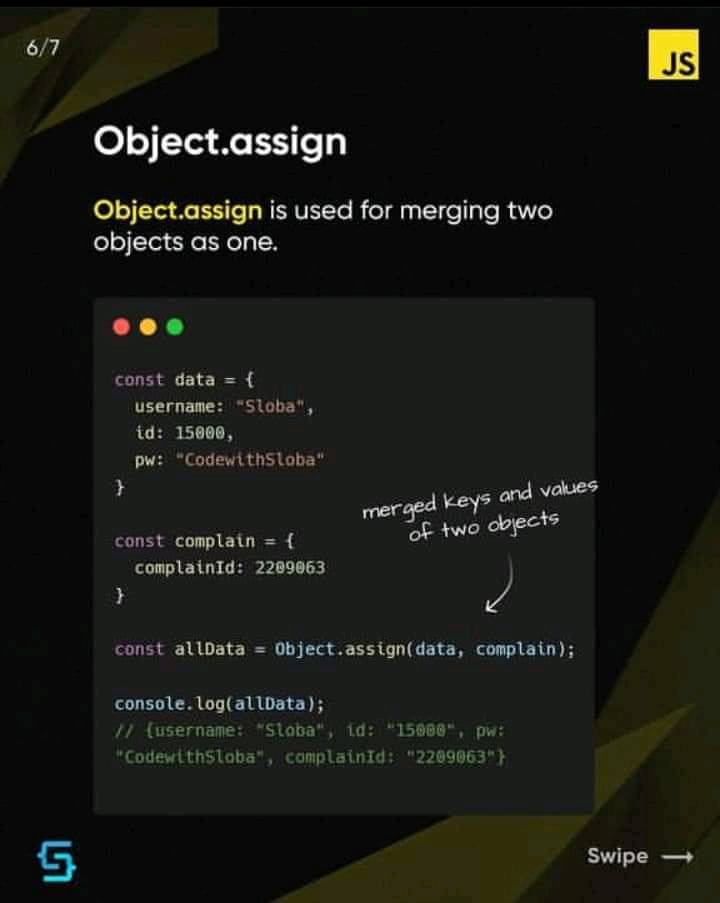 6/7
JS
Object.assign
Object.assign is used for merging two
objects as one.
const data = {
  username: "Sloba",
  id: 15000,
  pw: "CodewithSloba"
}
merged keys and values
of two objects
const complain = {
  complainId: 2209063
}
const allData = Object.assign(data, complain);
console.log(allData);
// {username: "Sloba", id: "15000", pw:
"CodewithSloba", complainId: "2209063"}
Swipe